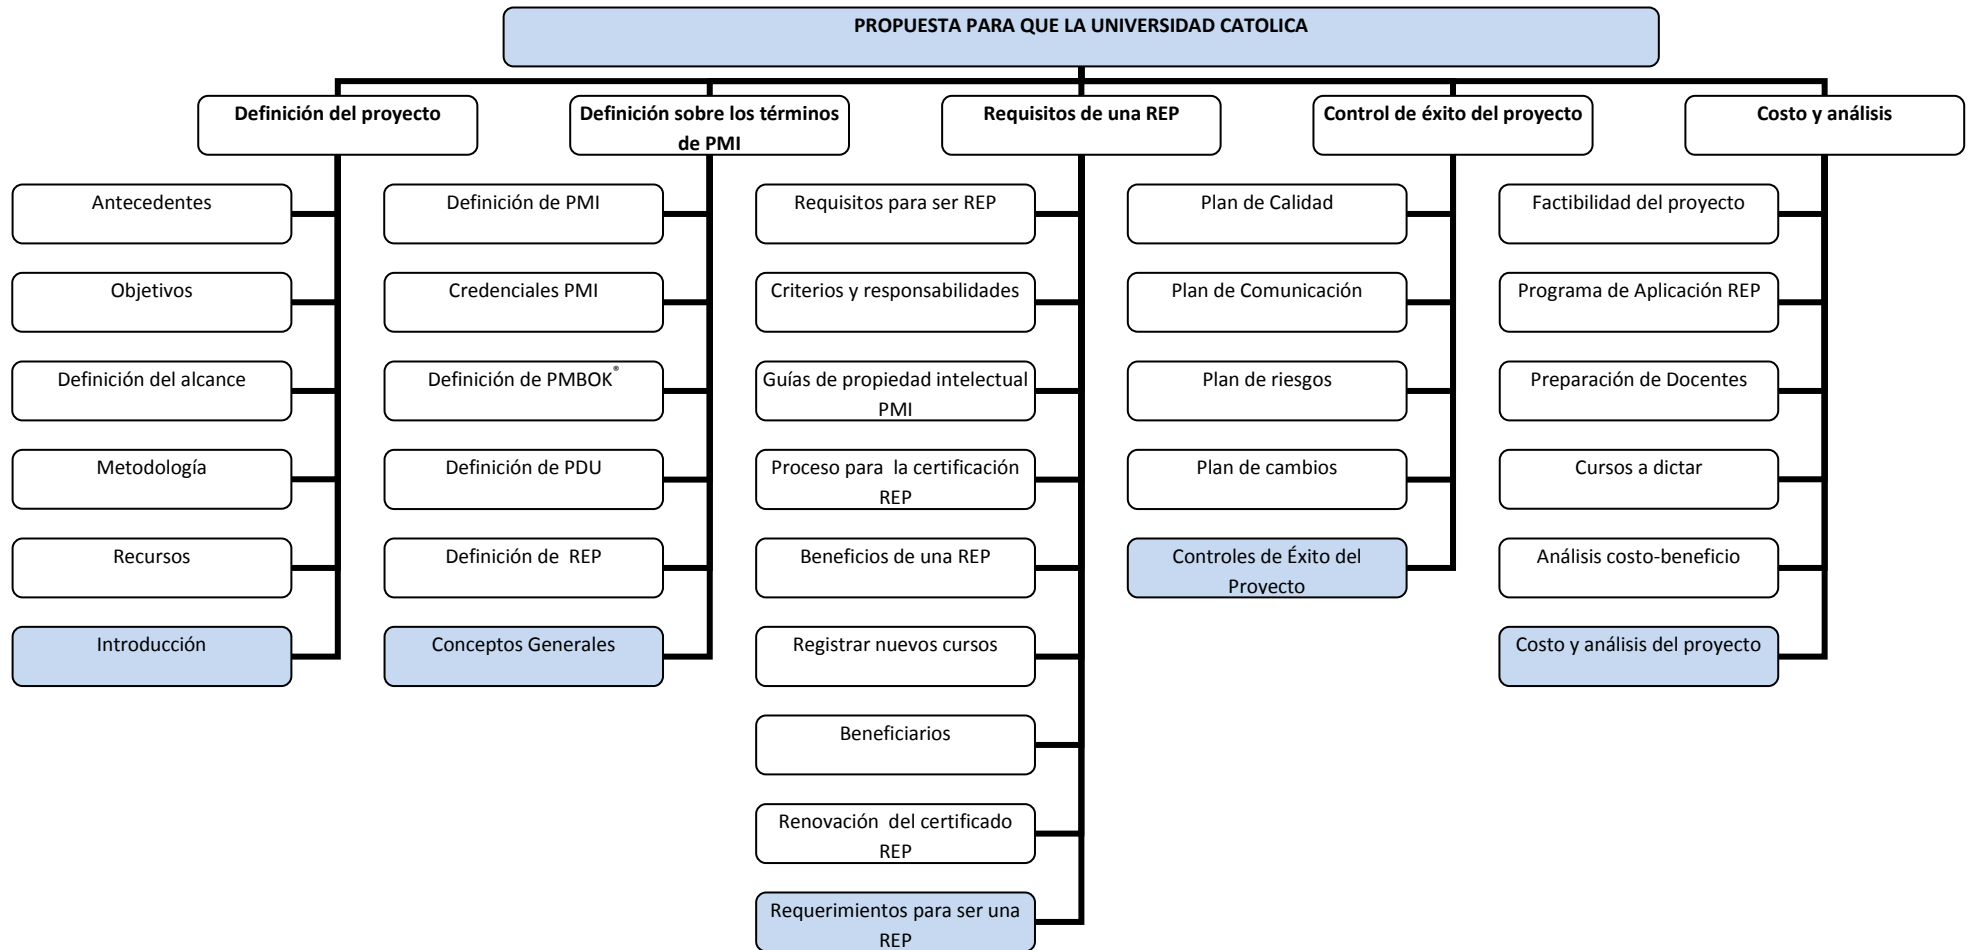 PROPUESTA PARA QUE LA UNIVERSIDAD CATOLICA
Definición del proyecto
Antecedentes
Objetivos
Definición del alcance
Metodología
Recursos
Introducción
Definición sobre los términos
de PMI
Definición de PMI
Credenciales PMI
Definición de PMBOK®
Definición de PDU
Definición de REP
Conceptos Generales
Requisitos de una REP
Requisitos para ser REP
Criterios y responsabilidades
Guías de propiedad intelectual
PMI
Proceso para la certificación
REP
Beneficios de una REP
Registrar nuevos cursos
Beneficiarios
Renovación del certificado
REP
Requerimientos para ser una
REP
Control de éxito del proyecto
Plan de Calidad
Plan de Comunicación
Plan de riesgos
Plan de cambios
Controles de Éxito del
Proyecto
Costo y análisis
Factibilidad del proyecto
Programa de Aplicación REP
Preparación de Docentes
Cursos a dictar
Análisis costo-beneficio
Costo y análisis del proyecto